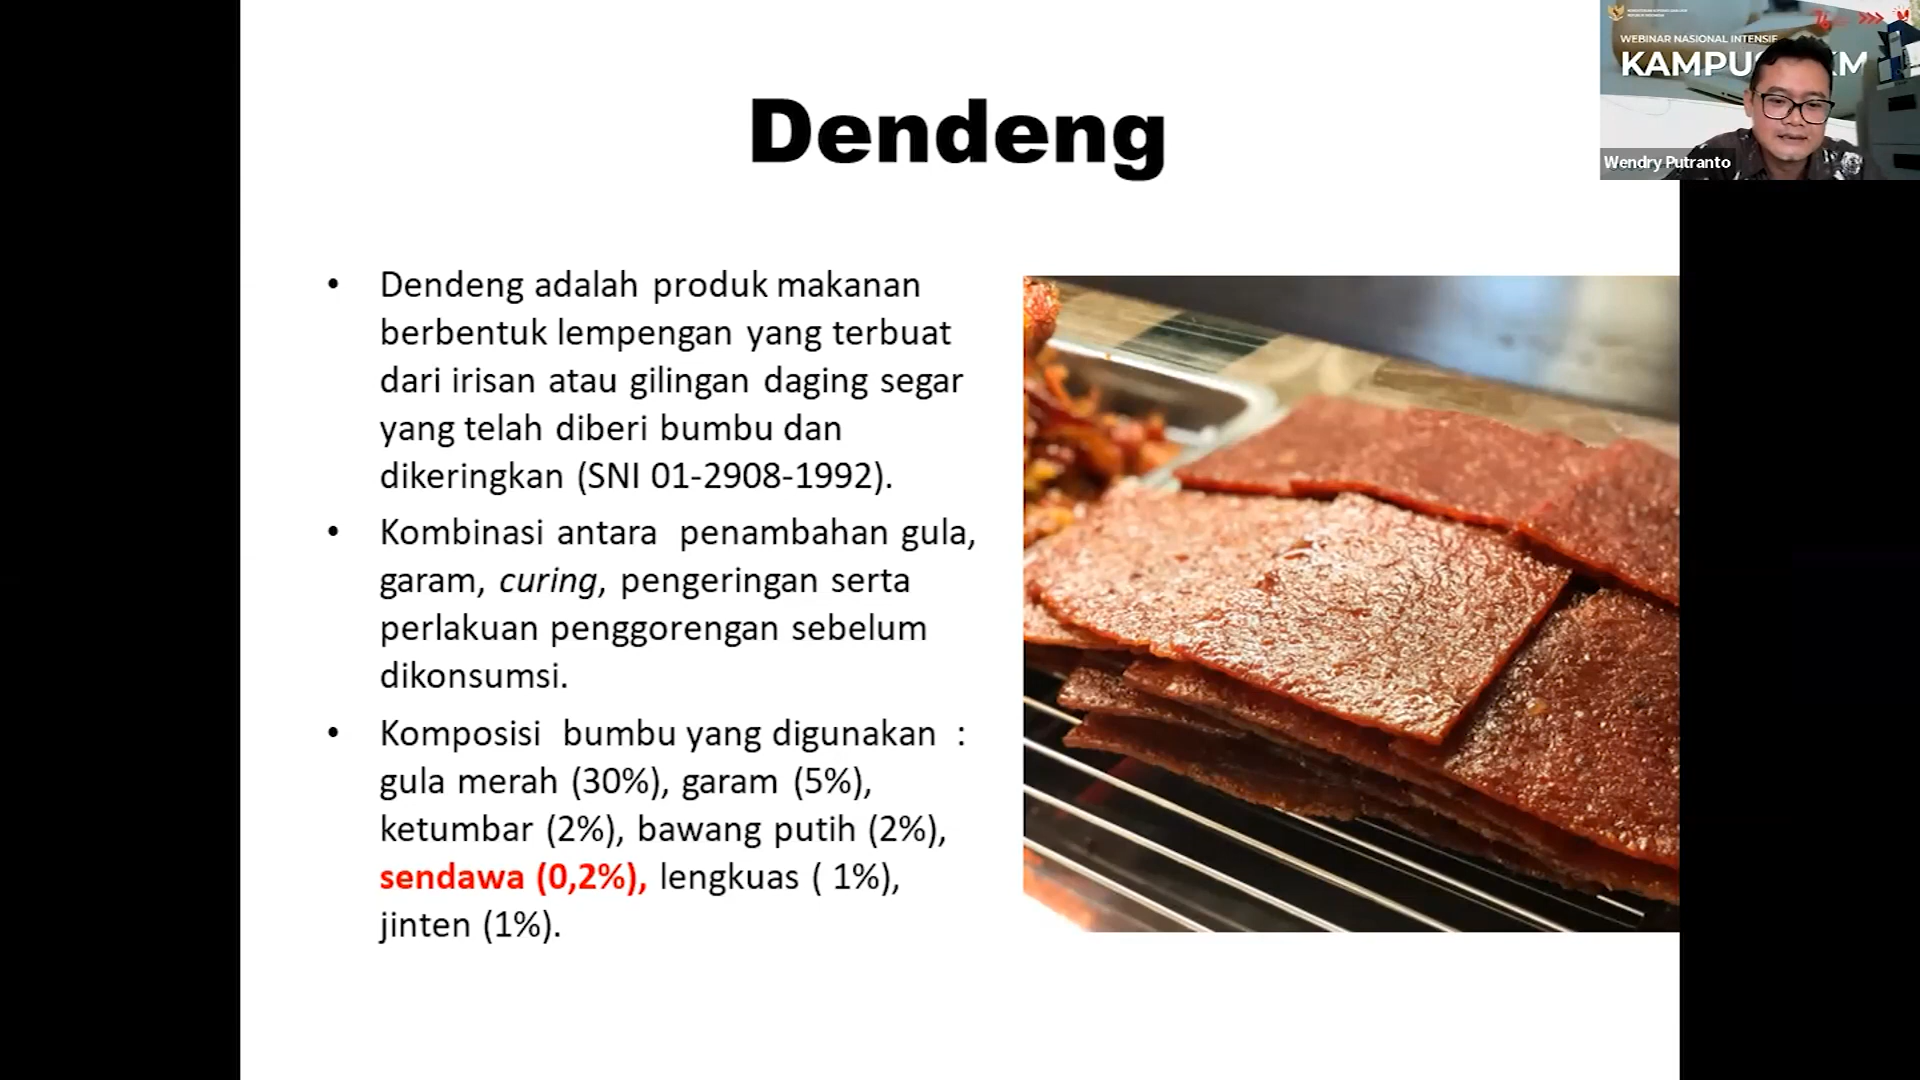 WEBINAR NASIONAL INTENSIF
Wendry Putranto
Dendeng
• Dendeng adalah produk makanan
berbentuk lempengan yang terbuat
dari irisan atau gilingan daging segar
yang telah diberi bumbu dan
dikeringkan (SNI 01-2908-1992).
• Kombinasi antara penambahan gula,
garam, curing, pengeringan serta
perlakuan penggorengan sebelum
dikonsumsi.
• Komposisi bumbu yang digunakan :
gula merah (30%), garam (5%),
ketumbar (2%), bawang putih (2%),
sendawa (0,2%), lengkuas ( 1%),
jinten (1%).